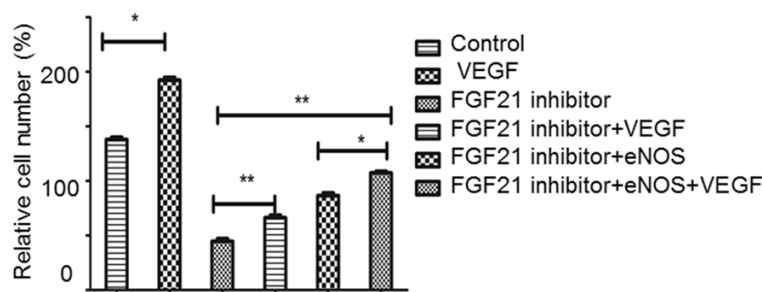 Relative cell number (%)
200
100
0
*
**
**
*
Control
VEGF
FGF21 inhibitor
FGF21 inhibitor+VEGF
FGF21 inhibitor+eNOS
FGF21 inhibitor+eNOS+VEGF